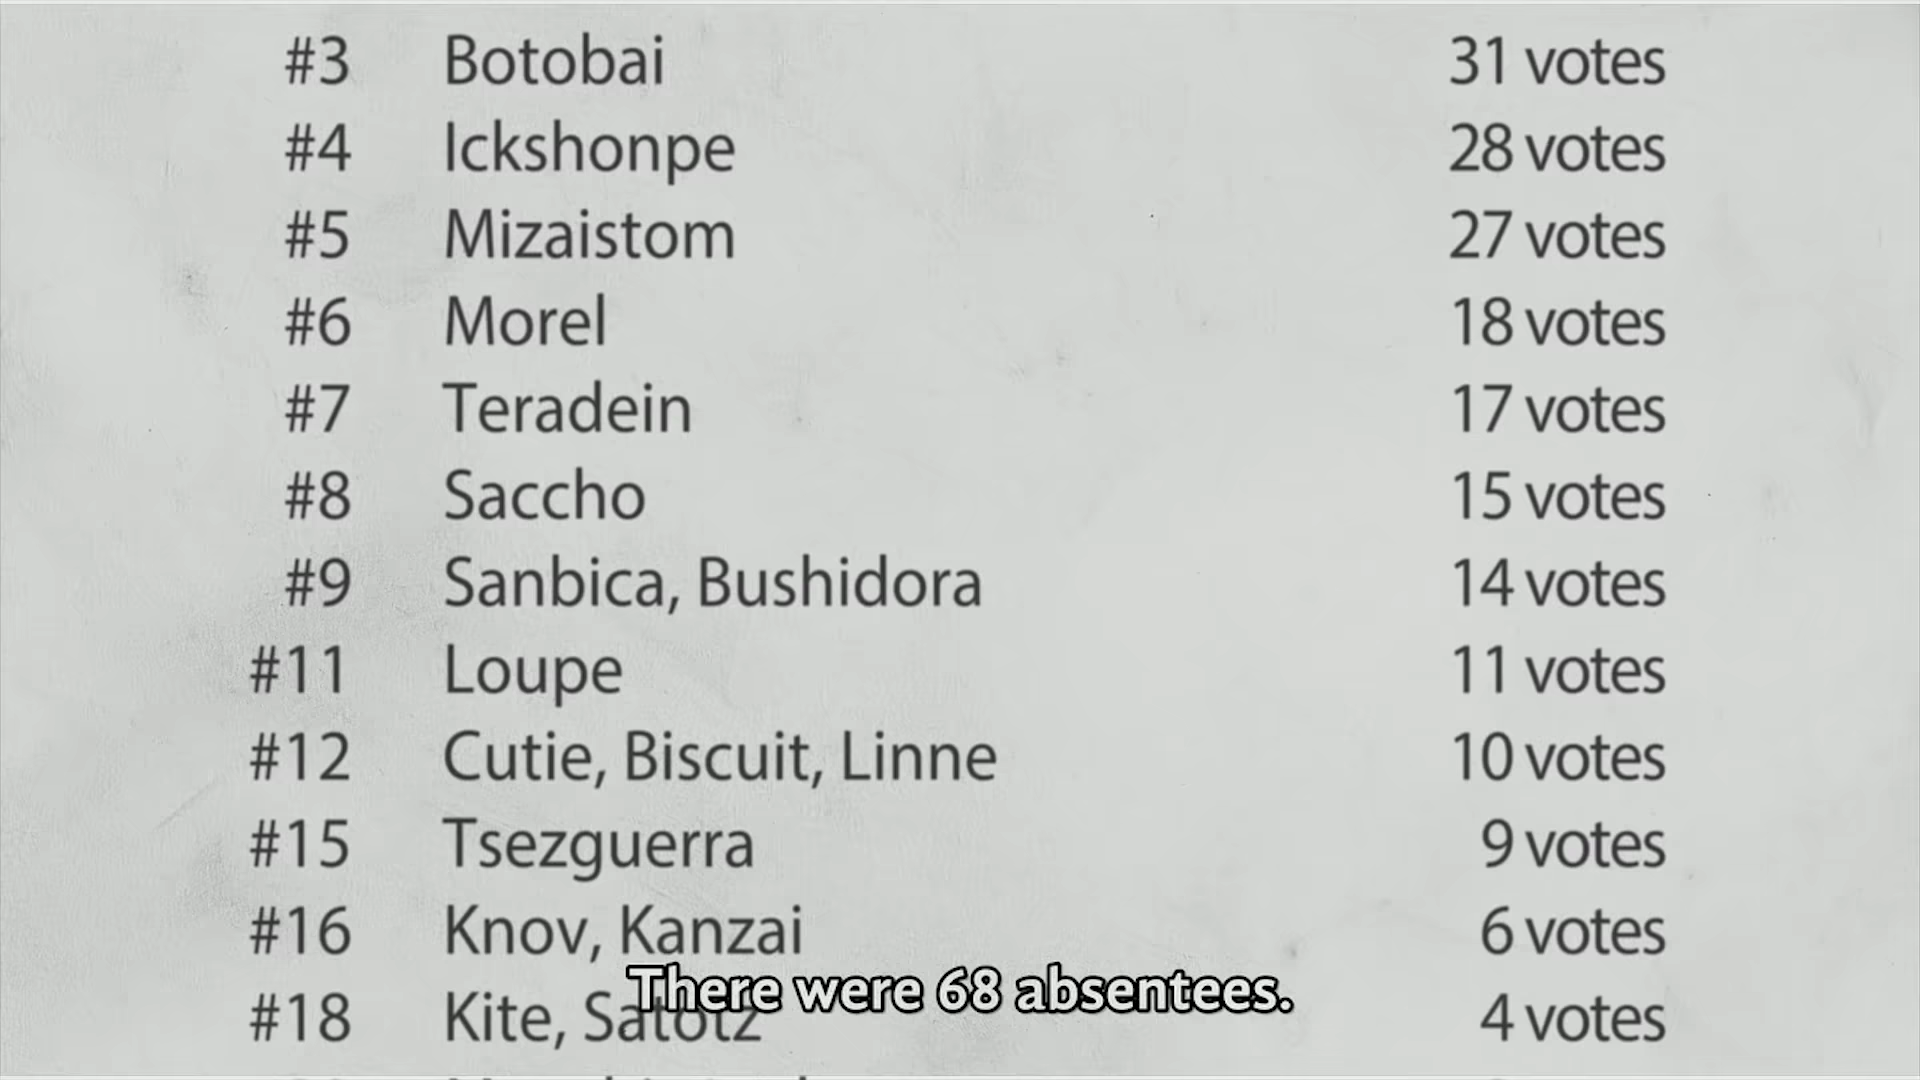 #3 Botobai 31 votes
#4 Ickshonpe 28 votes
#5 Mizaistom 27 votes
#6 Morel 18 votes
#7 Teradein 17 votes
#8 Saccho 15 votes
#9 Sanbica, Bushidora 14 votes
#11 Loupe 11 votes
#12 Cutie, Biscuit, Linne 10 votes
#15 Tsezguerra 9 votes
#16 Knov, Kanzai 6 votes
There were 68 absentees.
#18 Kite, Satotz 4 votes